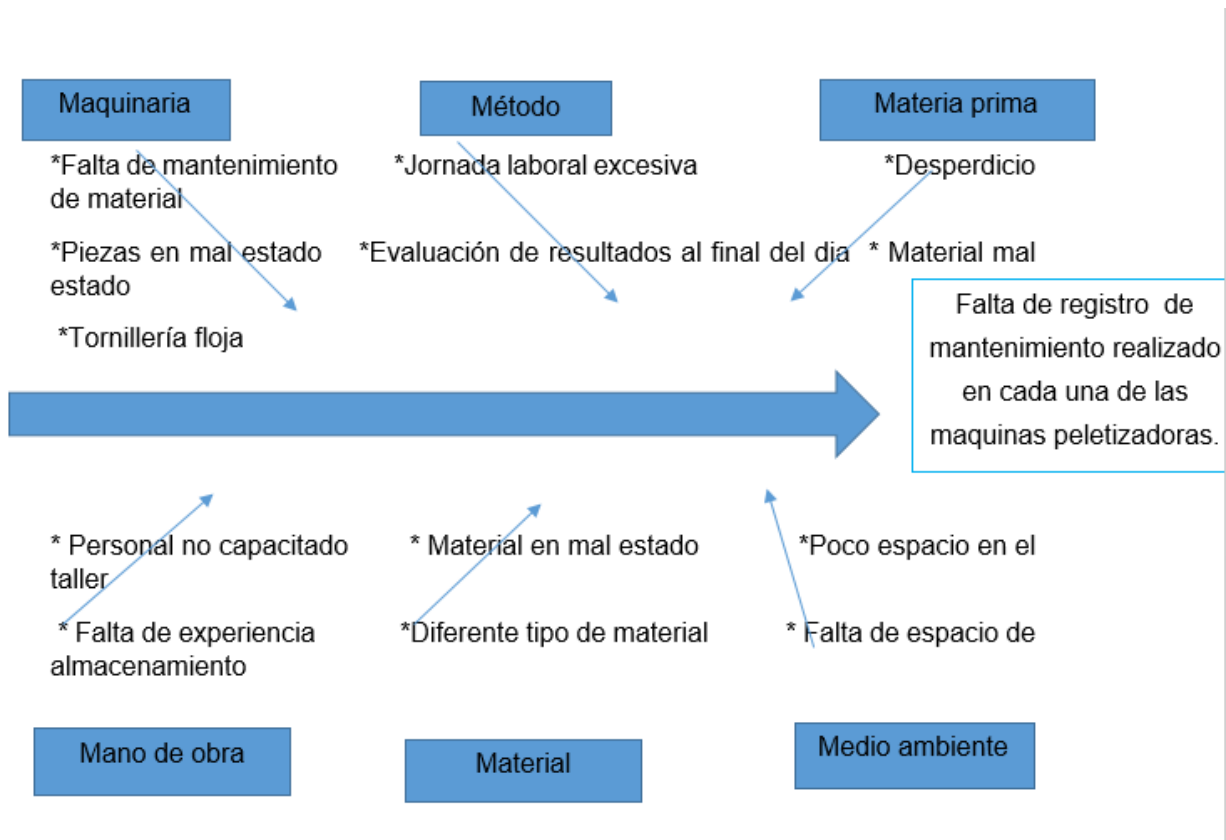 Maquinaria
Método
Materia prima
*Falta de mantenimiento *Jornada laboral excesiva *Desperdicio
de material
*Piezas en mal estado *Evaluación de resultados al final del dia * Material mal
estado
*Tornillería floja
Falta de registro de
mantenimiento realizado
en cada una de las
maquinas peletizadoras.
* Personal no capacitado * Material en mal estado *Poco espacio en el
taller
* Falta de experiencia *Diferente tipo de material * Falta de espacio de
almacenamiento
Mano de obra
Material
Medio ambiente